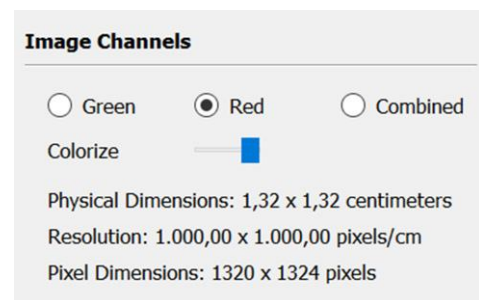 Image Channels
Green Red Combined
Colorize
Physical Dimensions: 1,32 x 1,32 centimeters
Resolution: 1.000,00 x 1.000,00 pixels/cm
Pixel Dimensions: 1320 x 1324 pixels